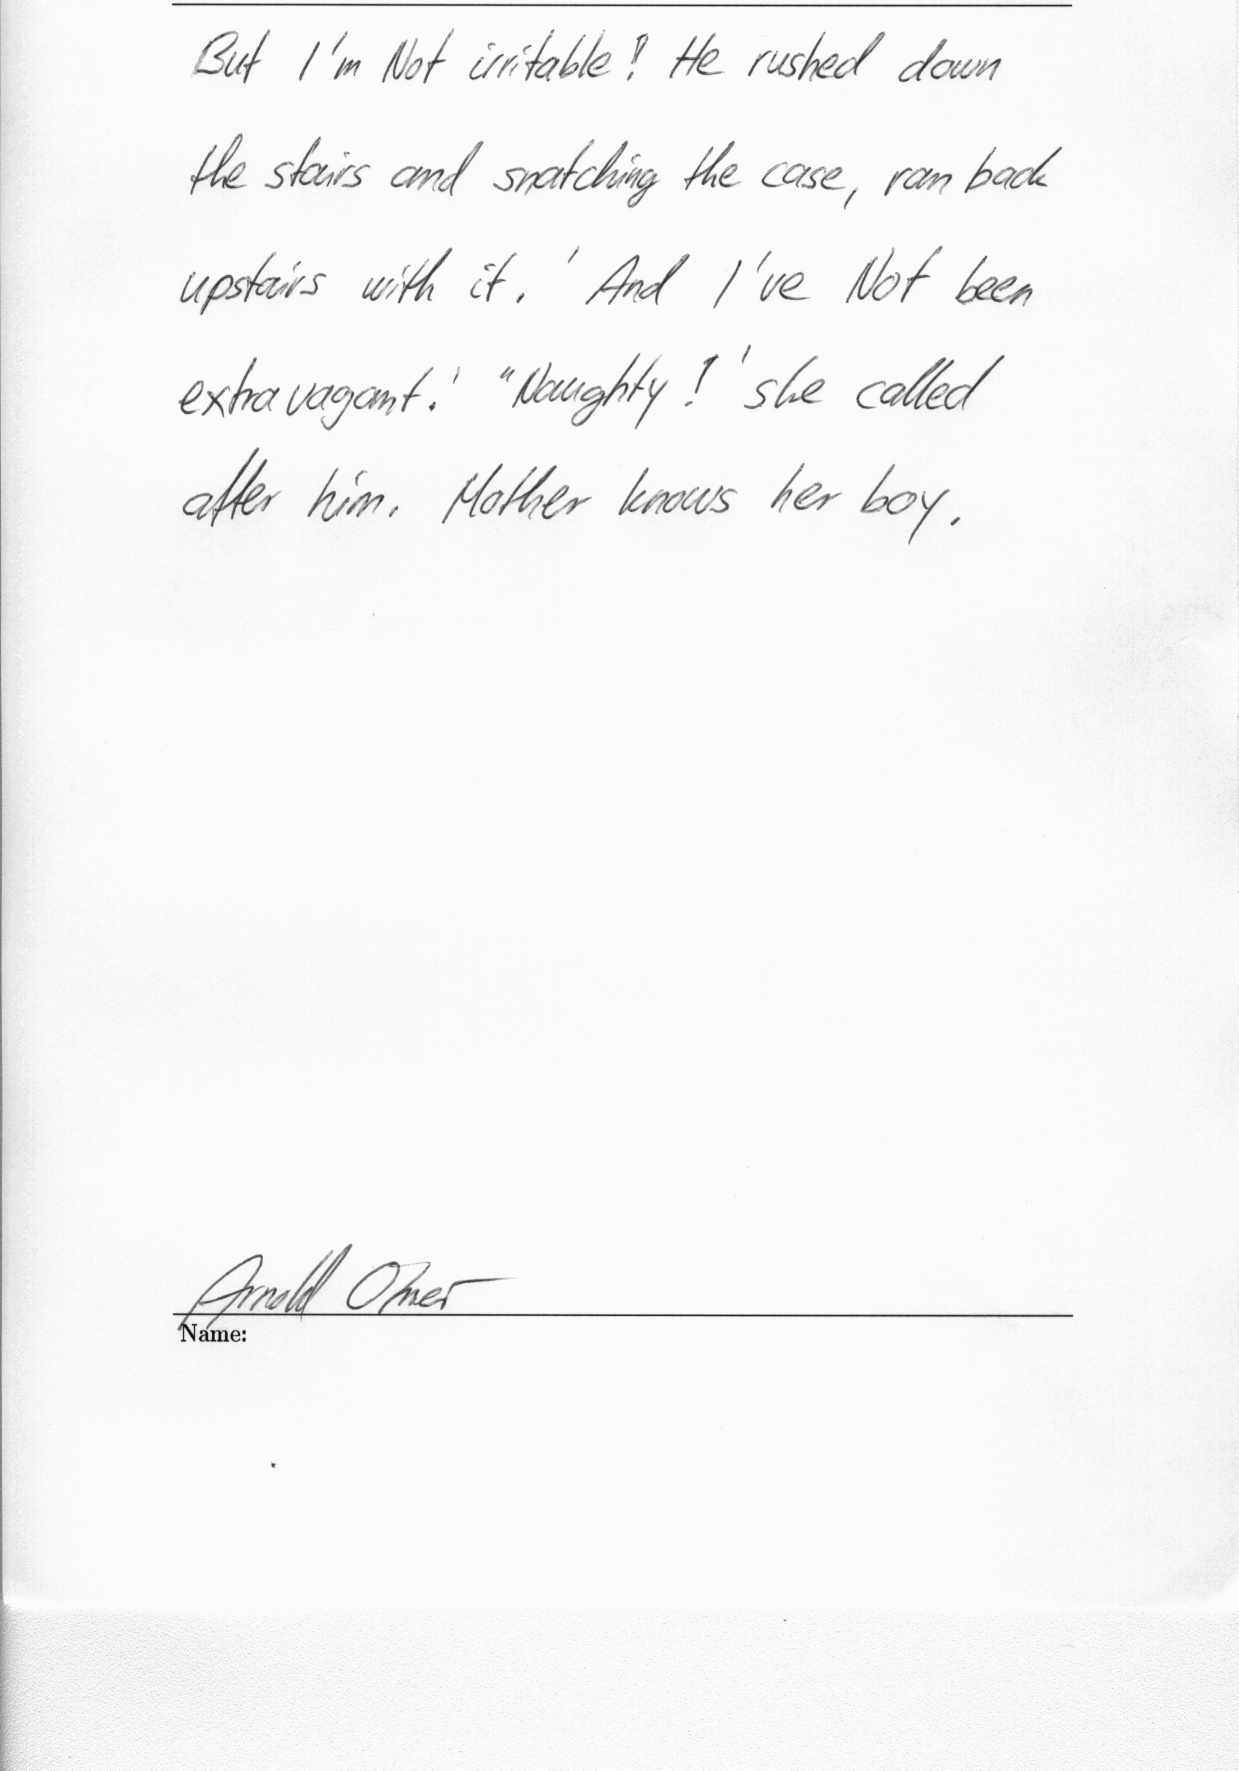 But I'm Not irritable! He rushed down
the stairs and snatching the case, ran back
upstairs with it. 'And I've Not been
extravagant.' "Naughty!' she called
after him. Mother knows her boy.
Arnold
Name: